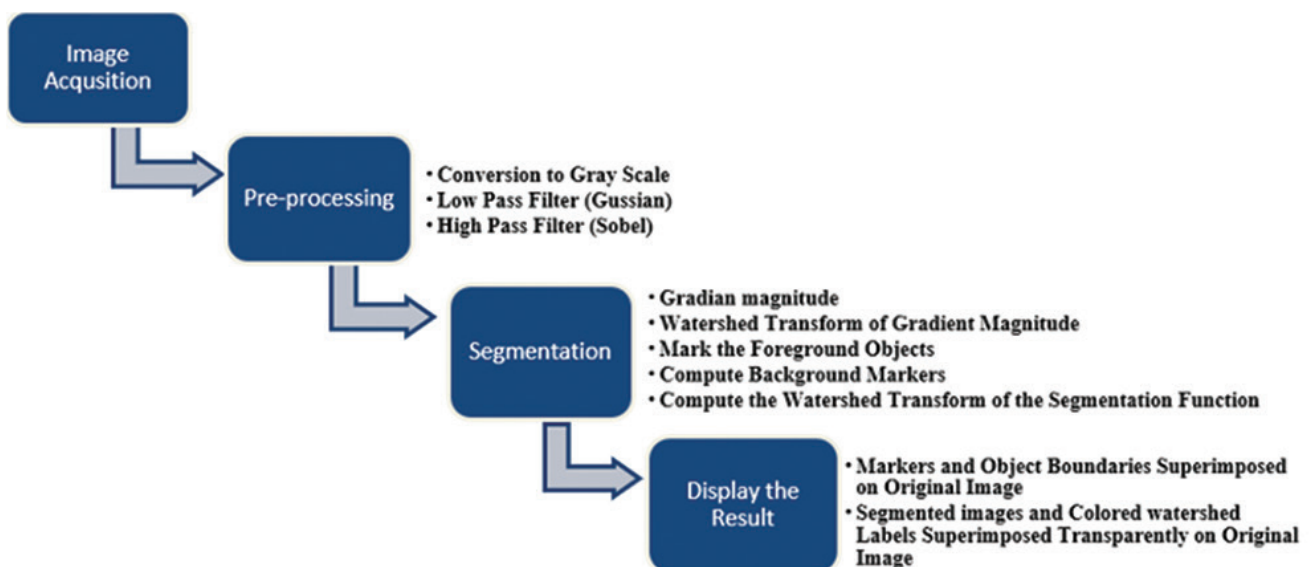 Image
Acqusition
Pre-processing
• Conversion to Gray Scale
• Low Pass Filter (Gussian)
• High Pass Filter (Sobel)
Segmentation
• Gradian magnitude
• Watershed Transform of Gradient Magnitude
• Mark the Foreground Objects
• Compute Background Markers
• Compute the Watershed Transform of the Segmentation Function
Display the
Result
• Markers and Object Boundaries Superimposed
on Original Image
• Segmented images and Colored watershed
Labels Superimposed Transparently on Original
Image